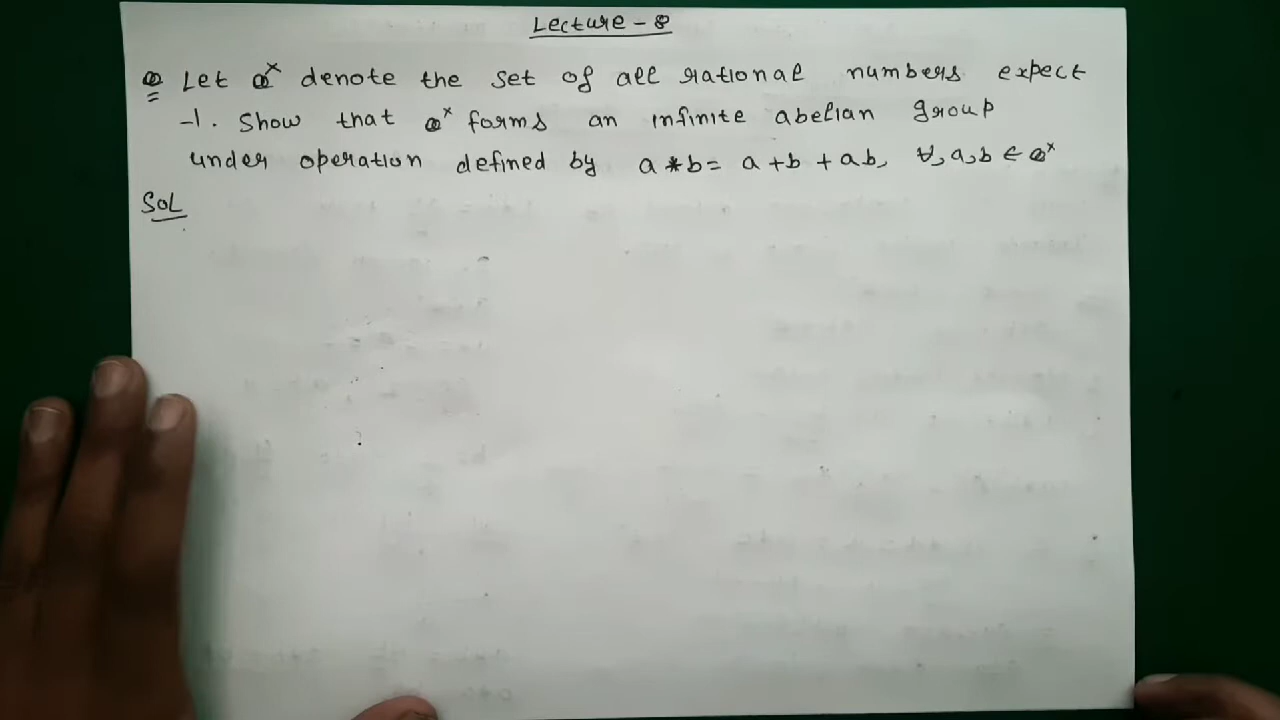 Lecture - 8
Q Let Q^x denote the set of all rational numbers expect
-1. Show that Q^x forms an infinite abelian group
under operation defined by a * b = a + b + ab, ∀, a, b ∈ Q^x
SOL